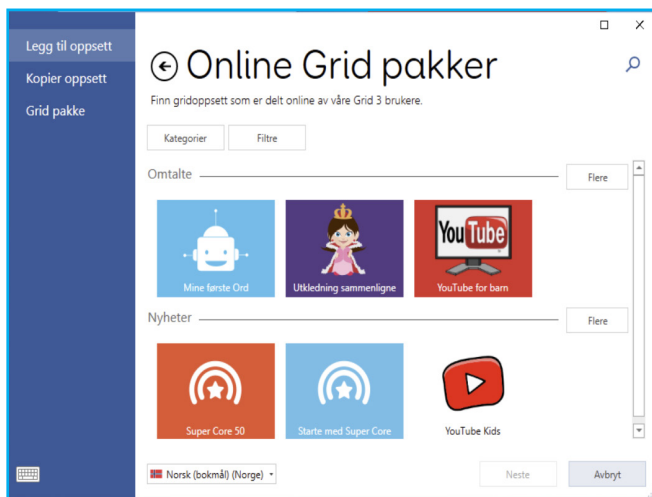 Legg til oppsett
Kopier oppsett
Grid pakke
Online Grid pakker
Finn gridoppsett som er delt online av våre Grid 3 brukere.
Kategorier
Filtre
Omtalte
Flere
You Tube
Mine første Ord
Utkledning sammenligne
YouTube for barn
Nyheter
Flere
Super Core 50
Starte med Super Core
YouTube Kids
Norsk (bokmål) (Norge)
Neste
Avbryt